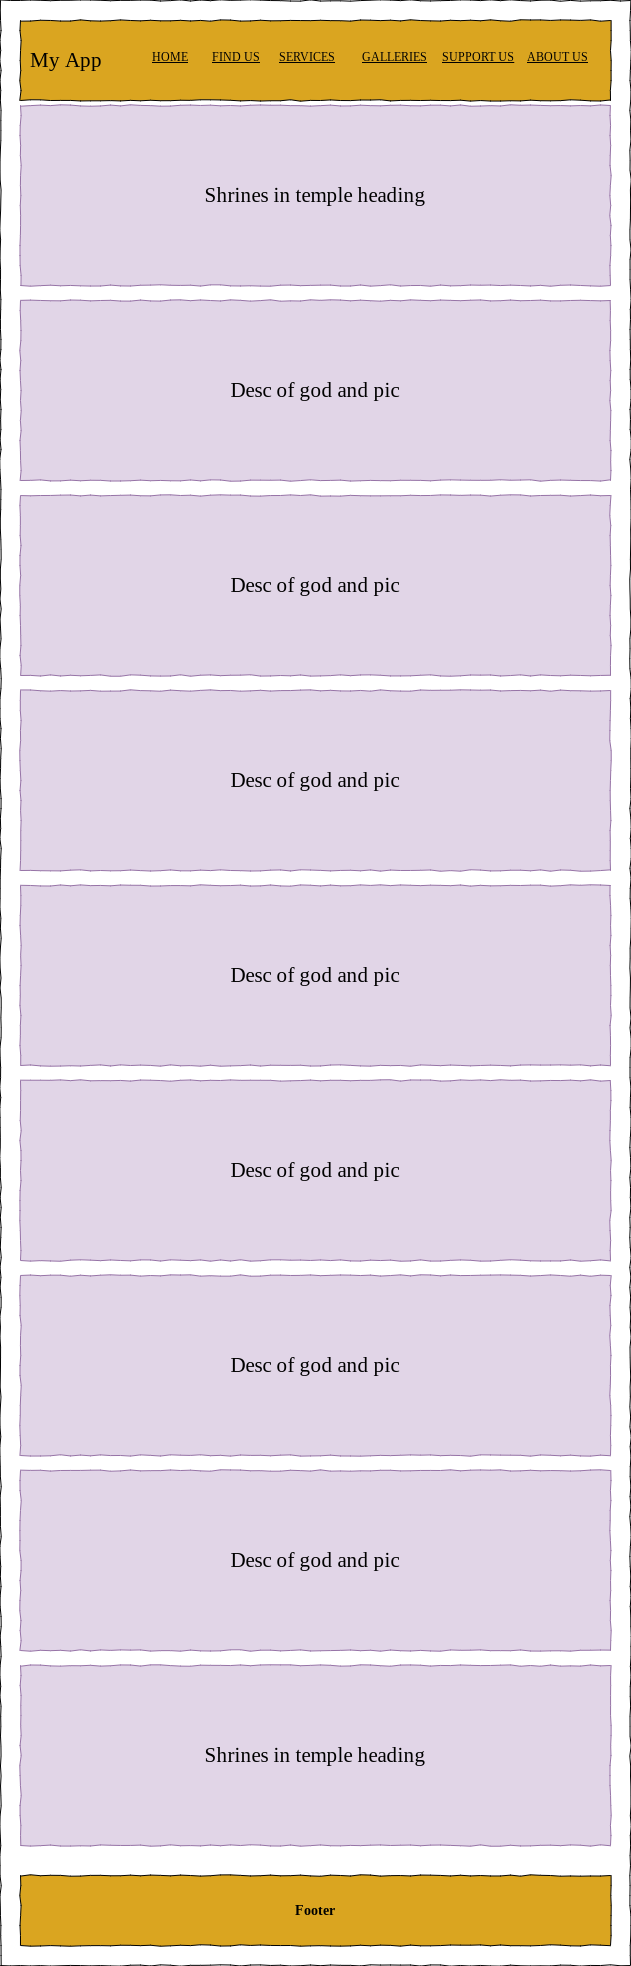 My App HOME FIND US SERVICES GALLERIES SUPPORT US ABOUT US
Shrines in temple heading
Desc of god and pic
Desc of god and pic
Desc of god and pic
Desc of god and pic
Desc of god and pic
Desc of god and pic
Desc of god and pic
Shrines in temple heading
Footer